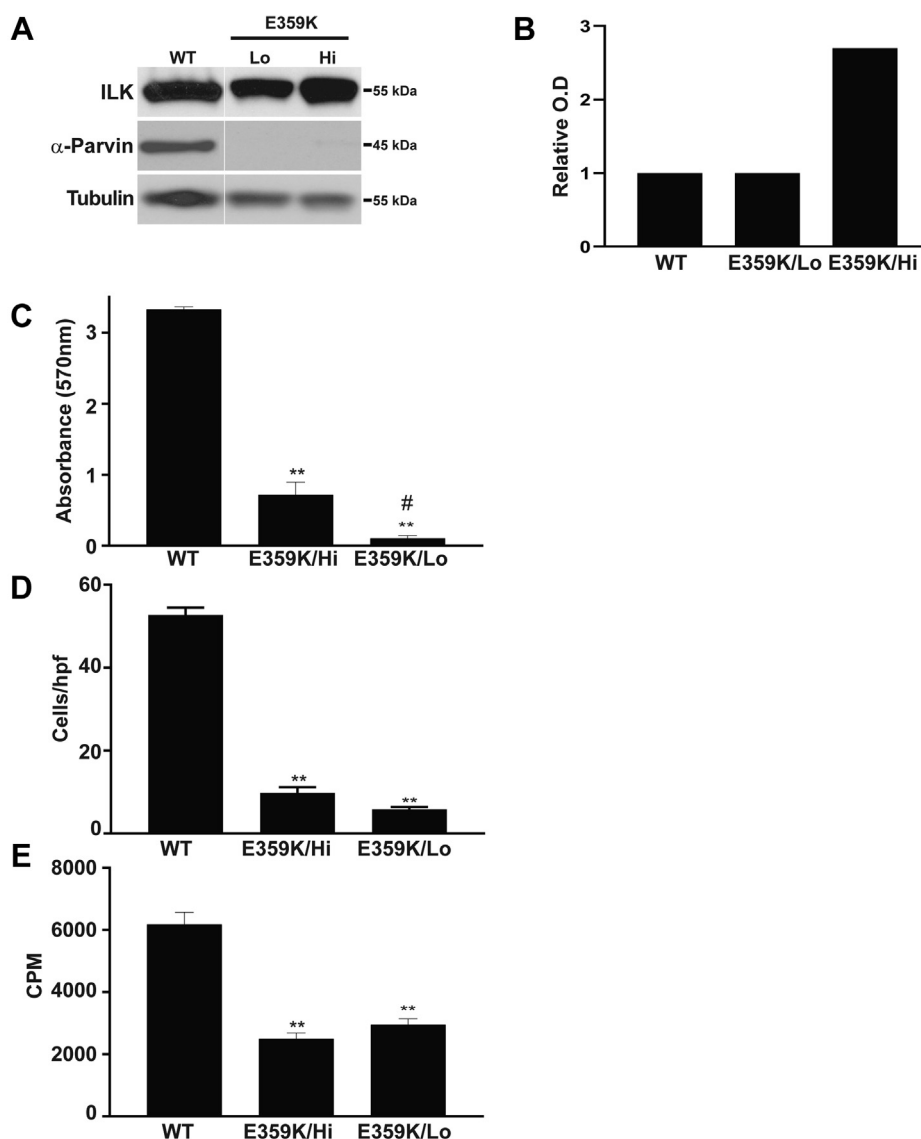 A
E359K
WT Lo Hi
ILK 55 kDa
α-Parvin 45 kDa
Tubulin 55 kDa
B
Relative O.D
3
2
1
0
WT E359K/Lo E359K/Hi
C
Absorbance (570nm)
3
2
1
0
**
#
**
WT E359K/Hi E359K/Lo
D
Cells/hpf
60
40
20
0
**
**
WT E359K/Hi E359K/Lo
E
CPM
8000
6000
4000
2000
0
**
**
WT E359K/Hi E359K/Lo